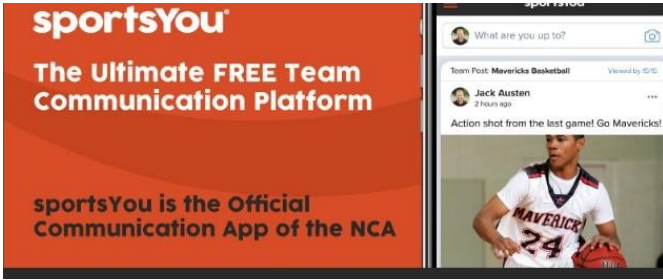 sportsYou
The Ultimate FREE Team
Communication Platform
sportsYou is the Official
Communication App of the NCA
sportsYou
What are you up to?
Team Post: Mavericks Basketball
Viewed by 15/15
Jack Austen
2 hours ago
Action shot from the last game! Go Mavericks!
MAVERICK
24